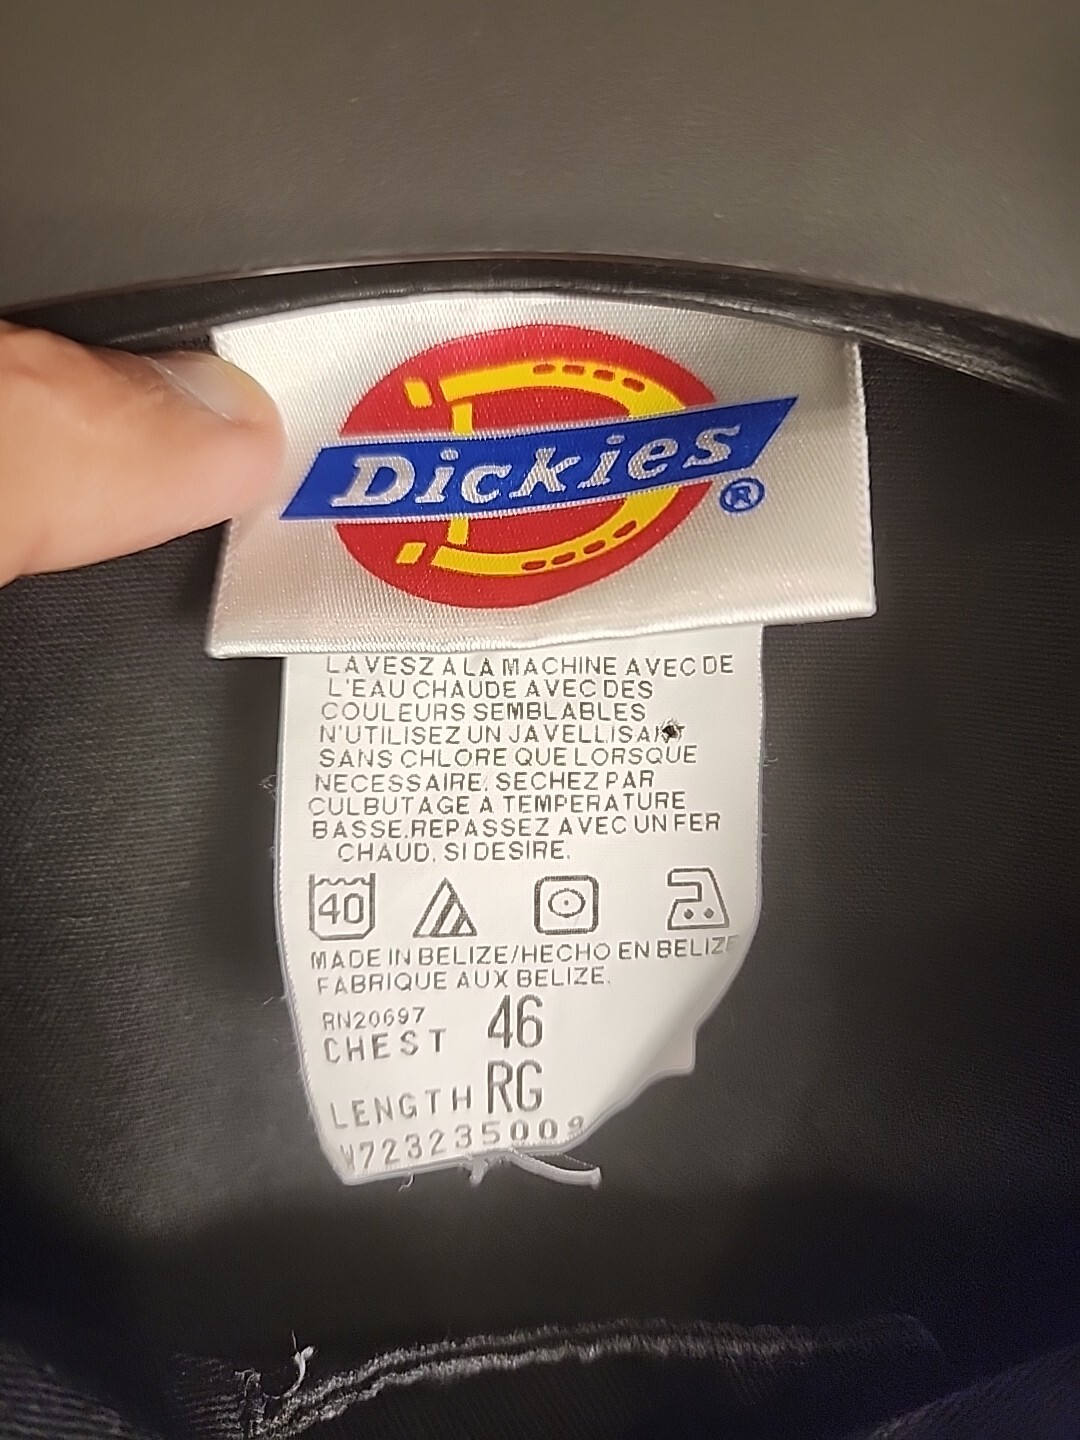 Dickies®
LAVESZ A LA MACHINE AVEC DE
L'EAU CHAUDE AVEC DES
COULEURS SEMBLABLES
N'UTILISEZ UN JAVELLISANT
SANS CHLORE QUE LORSQUE
NECESSAIRE. SECHEZ PAR
CULBUTAGE A TEMPERATURE
BASSE.REPASSEZ AVEC UN FER
CHAUD. SI DESIRE.
40
MADE IN BELIZE/HECHO EN BELIZE
FABRIQUE AUX BELIZE.
RN20697
CHEST 46
LENGTH RG
W723235009